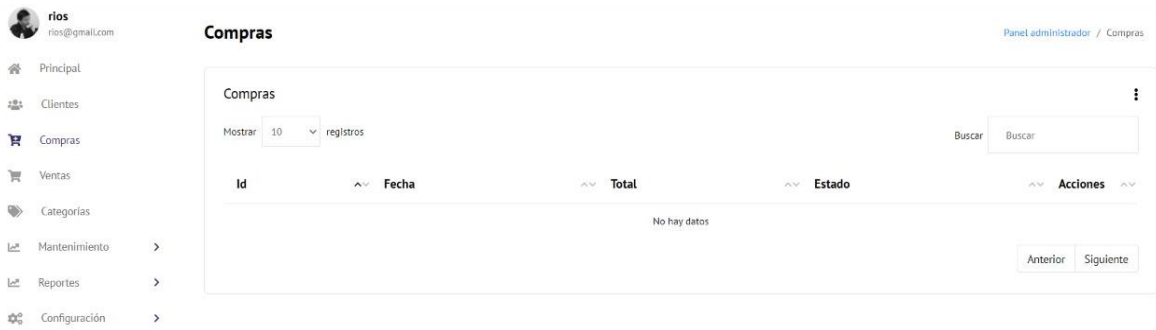 rios
rios@gmail.com
Principal
Clientes
Compras
Ventas
Categorías
Mantenimiento
Reportes
Configuración
Compras
Panel administrador / Compras
Compras
Mostrar 10 registros
Buscar Buscar
Id Fecha Total Estado Acciones
No hay datos
Anterior Siguiente